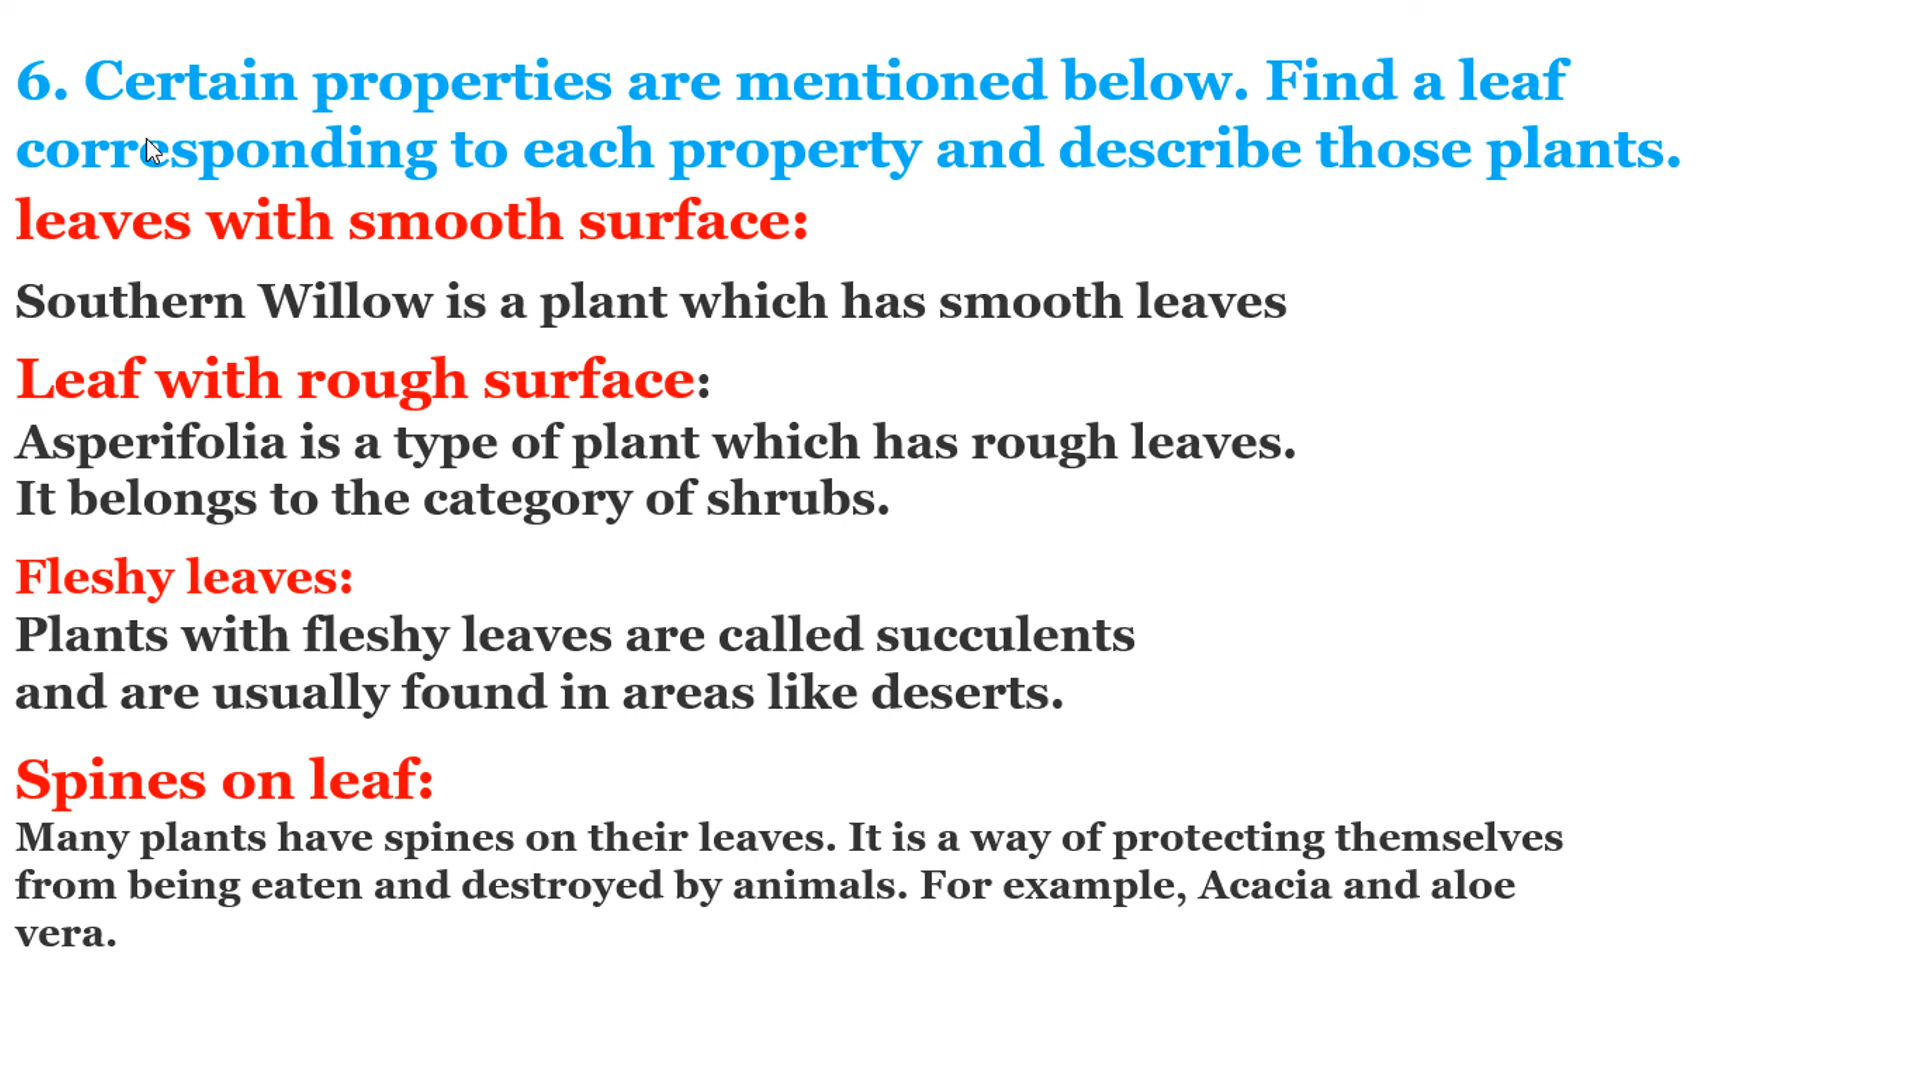 6. Certain properties are mentioned below. Find a leaf
corresponding to each property and describe those plants.
leaves with smooth surface:
Southern Willow is a plant which has smooth leaves
Leaf with rough surface:
Asperifolia is a type of plant which has rough leaves.
It belongs to the category of shrubs.
Fleshy leaves:
Plants with fleshy leaves are called succulents
and are usually found in areas like deserts.
Spines on leaf:
Many plants have spines on their leaves. It is a way of protecting themselves
from being eaten and destroyed by animals. For example, Acacia and aloe
vera.